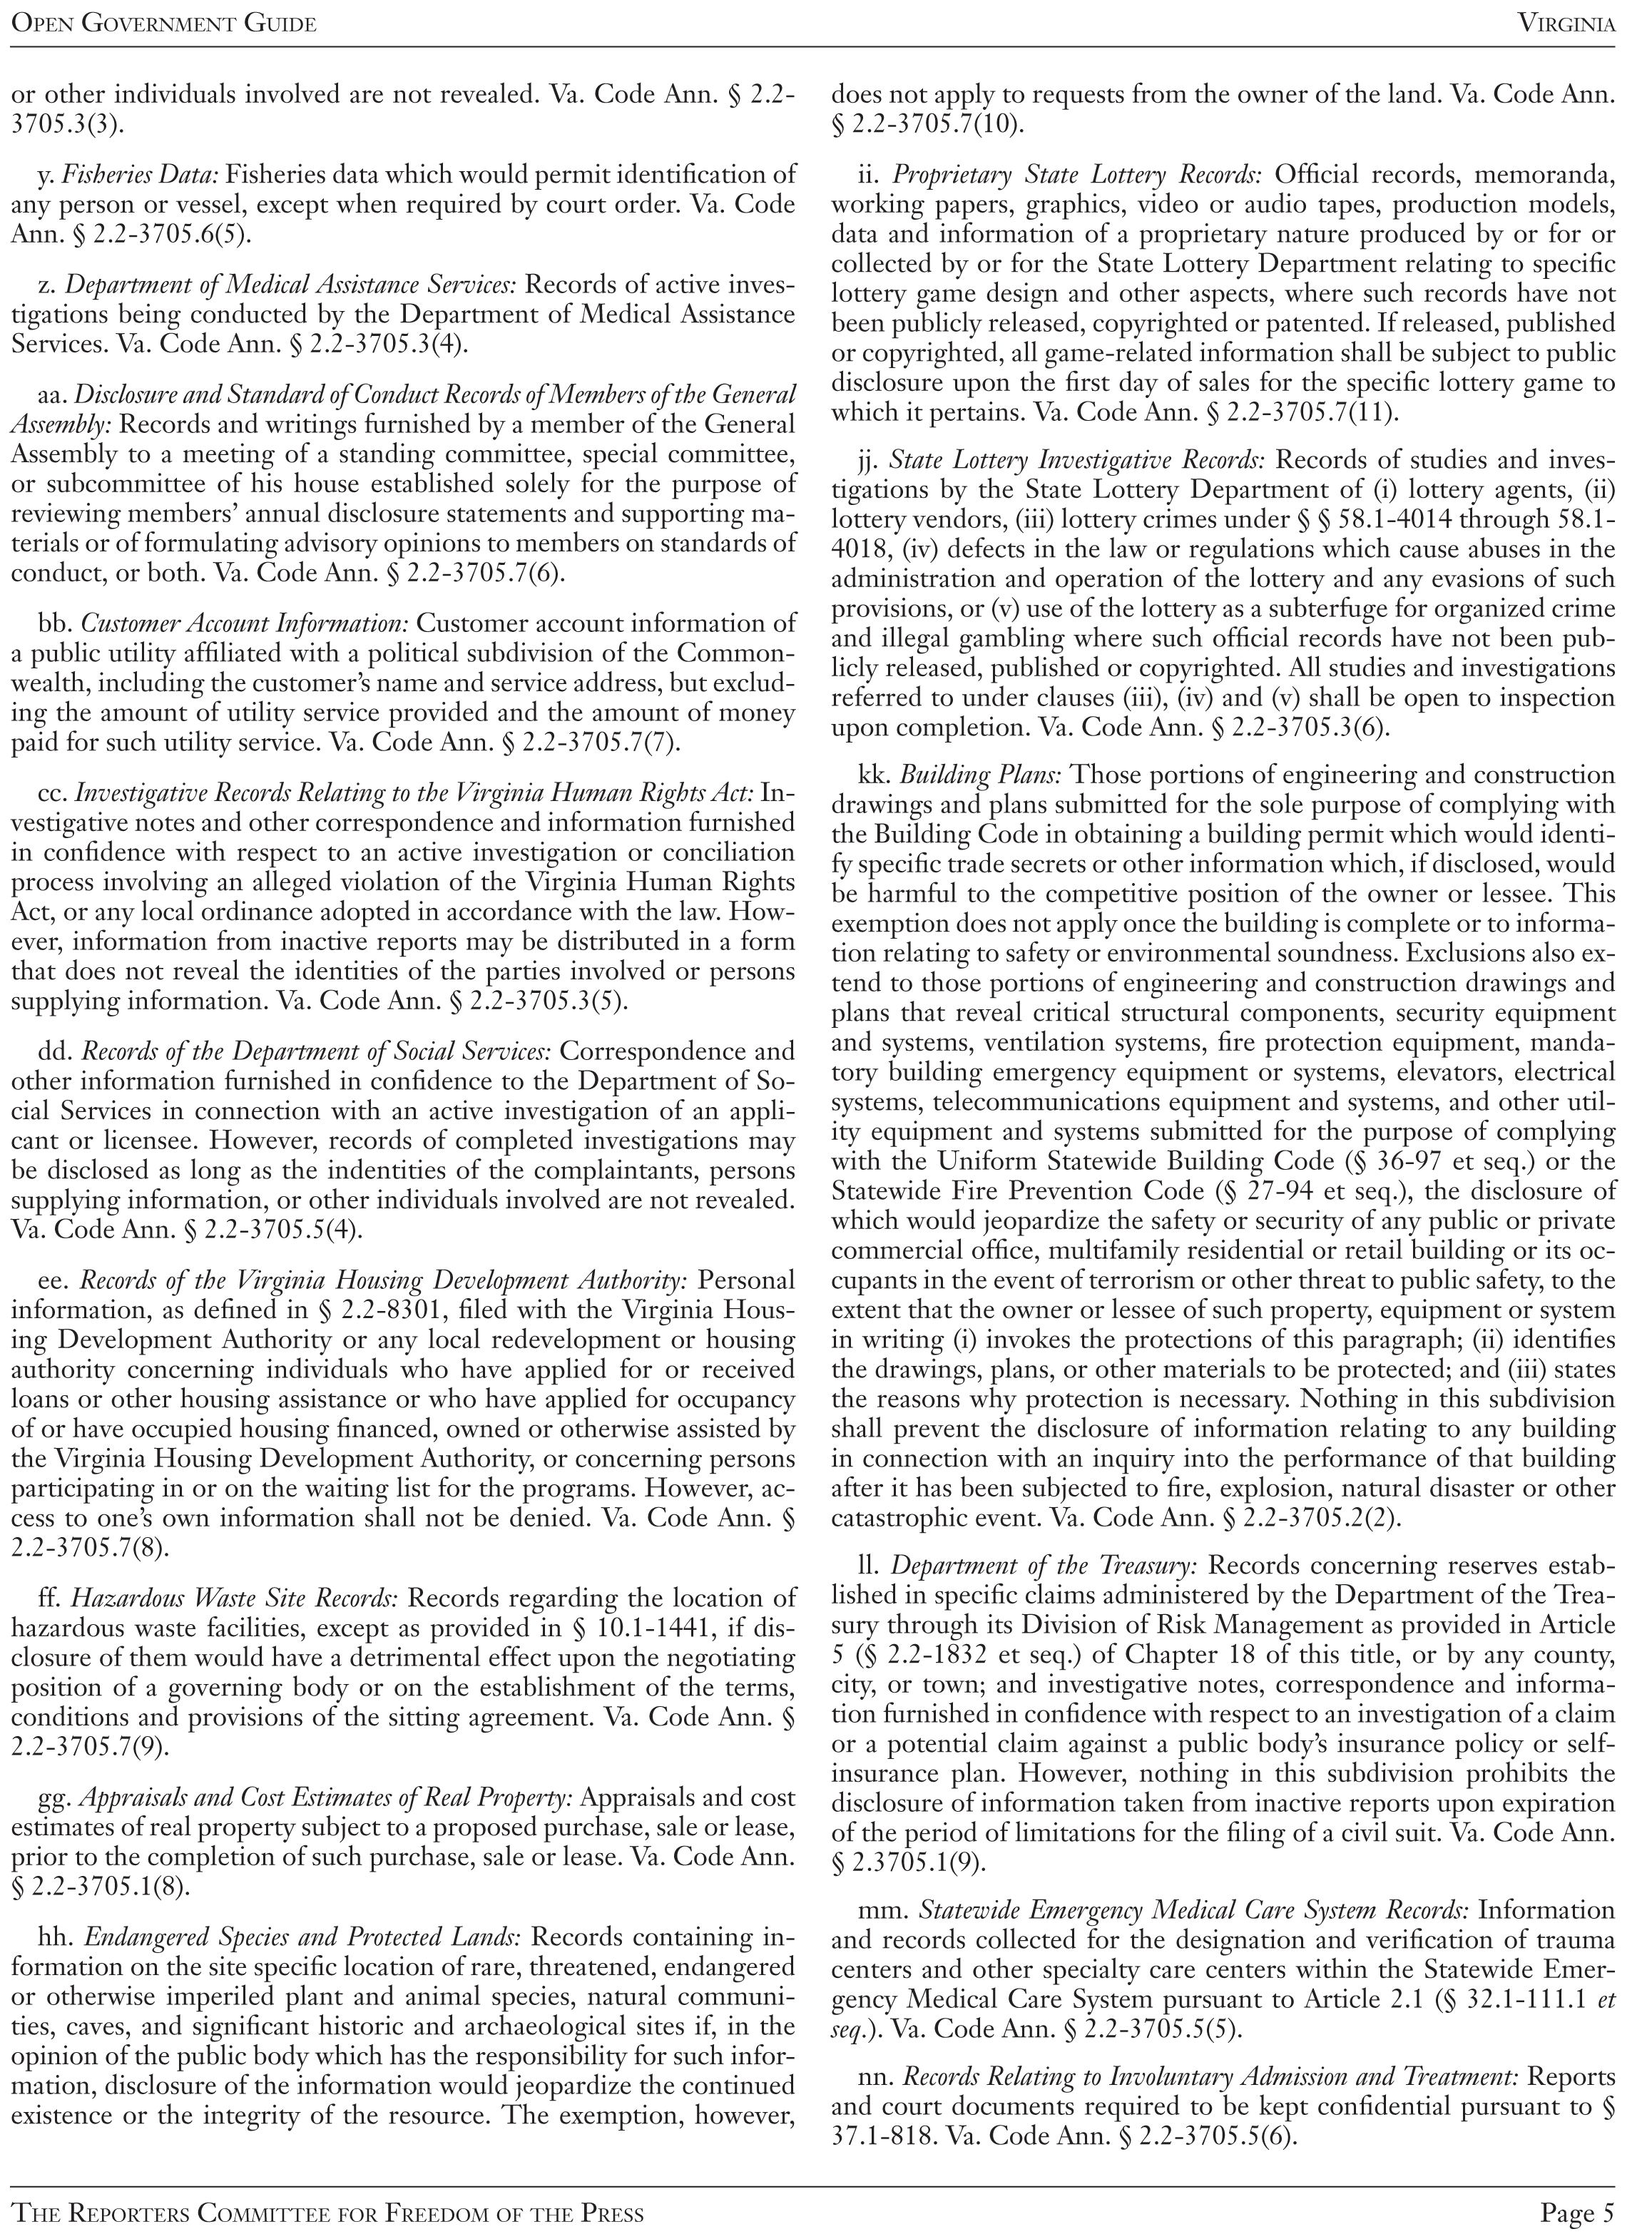 OPEN GOVERNMENT GUIDE
VIRGINIA
or other individuals involved are not revealed. Va. Code Ann. § 2.2-
3705.3(3).
y. Fisheries Data: Fisheries data which would permit identification of
any person or vessel, except when required by court order. Va. Code
Ann. § 2.2-3705.6(5).
z. Department of Medical Assistance Services: Records of active inves-
tigations being conducted by the Department of Medical Assistance
Services. Va. Code Ann. § 2.2-3705.3(4).
aa. Disclosure and Standard of Conduct Records of Members of the General
Assembly: Records and writings furnished by a member of the General
Assembly to a meeting of a standing committee, special committee,
or subcommittee of his house established solely for the purpose of
reviewing members’ annual disclosure statements and supporting ma-
terials or of formulating advisory opinions to members on standards of
conduct, or both. Va. Code Ann. § 2.2-3705.7(6).
bb. Customer Account Information: Customer account information of
a public utility affiliated with a political subdivision of the Common-
wealth, including the customer’s name and service address, but exclud-
ing the amount of utility service provided and the amount of money
paid for such utility service. Va. Code Ann. § 2.2-3705.7(7).
cc. Investigative Records Relating to the Virginia Human Rights Act: In-
vestigative notes and other correspondence and information furnished
in confidence with respect to an active investigation or conciliation
process involving an alleged violation of the Virginia Human Rights
Act, or any local ordinance adopted in accordance with the law. How-
ever, information from inactive reports may be distributed in a form
that does not reveal the identities of the parties involved or persons
supplying information. Va. Code Ann. § 2.2-3705.3(5).
dd. Records of the Department of Social Services: Correspondence and
other information furnished in confidence to the Department of So-
cial Services in connection with an active investigation of an appli-
cant or licensee. However, records of completed investigations may
be disclosed as long as the indentities of the complaintants, persons
supplying information, or other individuals involved are not revealed.
Va. Code Ann. § 2.2-3705.5(4).
ee. Records of the Virginia Housing Development Authority: Personal
information, as defined in § 2.2-8301, filed with the Virginia Hous-
ing Development Authority or any local redevelopment or housing
authority concerning individuals who have applied for or received
loans or other housing assistance or who have applied for occupancy
of or have occupied housing financed, owned or otherwise assisted by
the Virginia Housing Development Authority, or concerning persons
participating in or on the waiting list for the programs. However, ac-
cess to one’s own information shall not be denied. Va. Code Ann. §
2.2-3705.7(8).
ff. Hazardous Waste Site Records: Records regarding the location of
hazardous waste facilities, except as provided in § 10.1-1441, if dis-
closure of them would have a detrimental effect upon the negotiating
position of a governing body or on the establishment of the terms,
conditions and provisions of the sitting agreement. Va. Code Ann. §
2.2-3705.7(9).
gg. Appraisals and Cost Estimates of Real Property: Appraisals and cost
estimates of real property subject to a proposed purchase, sale or lease,
prior to the completion of such purchase, sale or lease. Va. Code Ann.
§ 2.2-3705.1(8).
hh. Endangered Species and Protected Lands: Records containing in-
formation on the site specific location of rare, threatened, endangered
or otherwise imperiled plant and animal species, natural communi-
ties, caves, and significant historic and archaeological sites if, in the
opinion of the public body which has the responsibility for such infor-
mation, disclosure of the information would jeopardize the continued
existence or the integrity of the resource. The exemption, however,
does not apply to requests from the owner of the land. Va. Code Ann.
§ 2.2-3705.7(10).
ii. Proprietary State Lottery Records: Official records, memoranda,
working papers, graphics, video or audio tapes, production models,
data and information of a proprietary nature produced by or for or
collected by or for the State Lottery Department relating to specific
lottery game design and other aspects, where such records have not
been publicly released, copyrighted or patented. If released, published
or copyrighted, all game-related information shall be subject to public
disclosure upon the first day of sales for the specific lottery game to
which it pertains. Va. Code Ann. § 2.2-3705.7(11).
jj. State Lottery Investigative Records: Records of studies and inves-
tigations by the State Lottery Department of (i) lottery agents, (ii)
lottery vendors, (iii) lottery crimes under § § 58.1-4014 through 58.1-
4018, (iv) defects in the law or regulations which cause abuses in the
administration and operation of the lottery and any evasions of such
provisions, or (v) use of the lottery as a subterfuge for organized crime
and illegal gambling where such official records have not been pub-
licly released, published or copyrighted. All studies and investigations
referred to under clauses (iii), (iv) and (v) shall be open to inspection
upon completion. Va. Code Ann. § 2.2-3705.3(6).
kk. Building Plans: Those portions of engineering and construction
drawings and plans submitted for the sole purpose of complying with
the Building Code in obtaining a building permit which would identi-
fy specific trade secrets or other information which, if disclosed, would
be harmful to the competitive position of the owner or lessee. This
exemption does not apply once the building is complete or to informa-
tion relating to safety or environmental soundness. Exclusions also ex-
tend to those portions of engineering and construction drawings and
plans that reveal critical structural components, security equipment
and systems, ventilation systems, fire protection equipment, manda-
tory building emergency equipment or systems, elevators, electrical
systems, telecommunications equipment and systems, and other util-
ity equipment and systems submitted for the purpose of complying
with the Uniform Statewide Building Code (§ 36-97 et seq.) or the
Statewide Fire Prevention Code (§ 27-94 et seq.), the disclosure of
which would jeopardize the safety or security of any public or private
commercial office, multifamily residential or retail building or its oc-
cupants in the event of terrorism or other threat to public safety, to the
extent that the owner or lessee of such property, equipment or system
in writing (i) invokes the protections of this paragraph; (ii) identifies
the drawings, plans, or other materials to be protected; and (iii) states
the reasons why protection is necessary. Nothing in this subdivision
shall prevent the disclosure of information relating to any building
in connection with an inquiry into the performance of that building
after it has been subjected to fire, explosion, natural disaster or other
catastrophic event. Va. Code Ann. § 2.2-3705.2(2).
ll. Department of the Treasury: Records concerning reserves estab-
lished in specific claims administered by the Department of the Trea-
sury through its Division of Risk Management as provided in Article
5 (§ 2.2-1832 et seq.) of Chapter 18 of this title, or by any county,
city, or town; and investigative notes, correspondence and informa-
tion furnished in confidence with respect to an investigation of a claim
or a potential claim against a public body’s insurance policy or self-
insurance plan. However, nothing in this subdivision prohibits the
disclosure of information taken from inactive reports upon expiration
of the period of limitations for the filing of a civil suit. Va. Code Ann.
§ 2.3705.1(9).
mm. Statewide Emergency Medical Care System Records: Information
and records collected for the designation and verification of trauma
centers and other specialty care centers within the Statewide Emer-
gency Medical Care System pursuant to Article 2.1 (§ 32.1-111.1 et
seq.). Va. Code Ann. § 2.2-3705.5(5).
nn. Records Relating to Involuntary Admission and Treatment: Reports
and court documents required to be kept confidential pursuant to §
37.1-818. Va. Code Ann. § 2.2-3705.5(6).
THE REPORTERS COMMITTEE FOR FREEDOM OF THE PRESS
Page 5